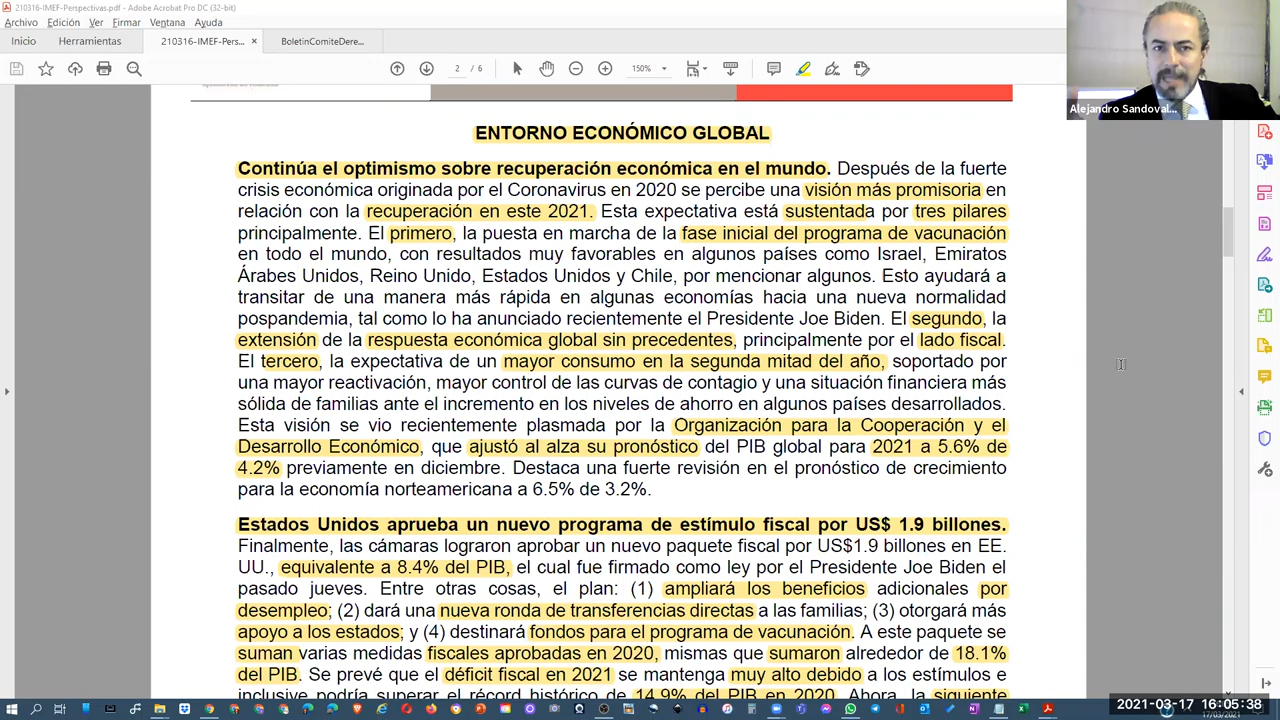 210316-IMEF-Perspectivas.pdf - Adobe Acrobat Pro DC (32-bit)
Archivo Edición Ver Firmar Ventana Ayuda
Inicio Herramientas 210316-IMEF-Pers... × BoletinComiteDere...
2 / 6 150%
Alejandro Sandoval...
ENTORNO ECONÓMICO GLOBAL
Continúa el optimismo sobre recuperación económica en el mundo. Después de la fuerte
crisis económica originada por el Coronavirus en 2020 se percibe una visión más promisoria en
relación con la recuperación en este 2021. Esta expectativa está sustentada por tres pilares
principalmente. El primero, la puesta en marcha de la fase inicial del programa de vacunación
en todo el mundo, con resultados muy favorables en algunos países como Israel, Emiratos
Árabes Unidos, Reino Unido, Estados Unidos y Chile, por mencionar algunos. Esto ayudará a
transitar de una manera más rápida en algunas economías hacia una nueva normalidad
pospandemia, tal como lo ha anunciado recientemente el Presidente Joe Biden. El segundo, la
extensión de la respuesta económica global sin precedentes, principalmente por el lado fiscal.
El tercero, la expectativa de un mayor consumo en la segunda mitad del año, soportado por
una mayor reactivación, mayor control de las curvas de contagio y una situación financiera más
sólida de familias ante el incremento en los niveles de ahorro en algunos países desarrollados.
Esta visión se vio recientemente plasmada por la Organización para la Cooperación y el
Desarrollo Económico, que ajustó al alza su pronóstico del PIB global para 2021 a 5.6% de
4.2% previamente en diciembre. Destaca una fuerte revisión en el pronóstico de crecimiento
para la economía norteamericana a 6.5% de 3.2%.
Estados Unidos aprueba un nuevo programa de estímulo fiscal por US$ 1.9 billones.
Finalmente, las cámaras lograron aprobar un nuevo paquete fiscal por US$1.9 billones en EE.
UU., equivalente a 8.4% del PIB, el cual fue firmado como ley por el Presidente Joe Biden el
pasado jueves. Entre otras cosas, el plan: (1) ampliará los beneficios adicionales por
desempleo; (2) dará una nueva ronda de transferencias directas a las familias; (3) otorgará más
apoyo a los estados; y (4) destinará fondos para el programa de vacunación. A este paquete se
suman varias medidas fiscales aprobadas en 2020, mismas que sumaron alrededor de 18.1%
del PIB. Se prevé que el déficit fiscal en 2021 se mantenga muy alto debido a los estímulos e
inclusive podría superar el récord histórico de 14.9% del PIB en 2020. Ahora, la siguiente
2021-03-17 16:05:38
17/03/2021